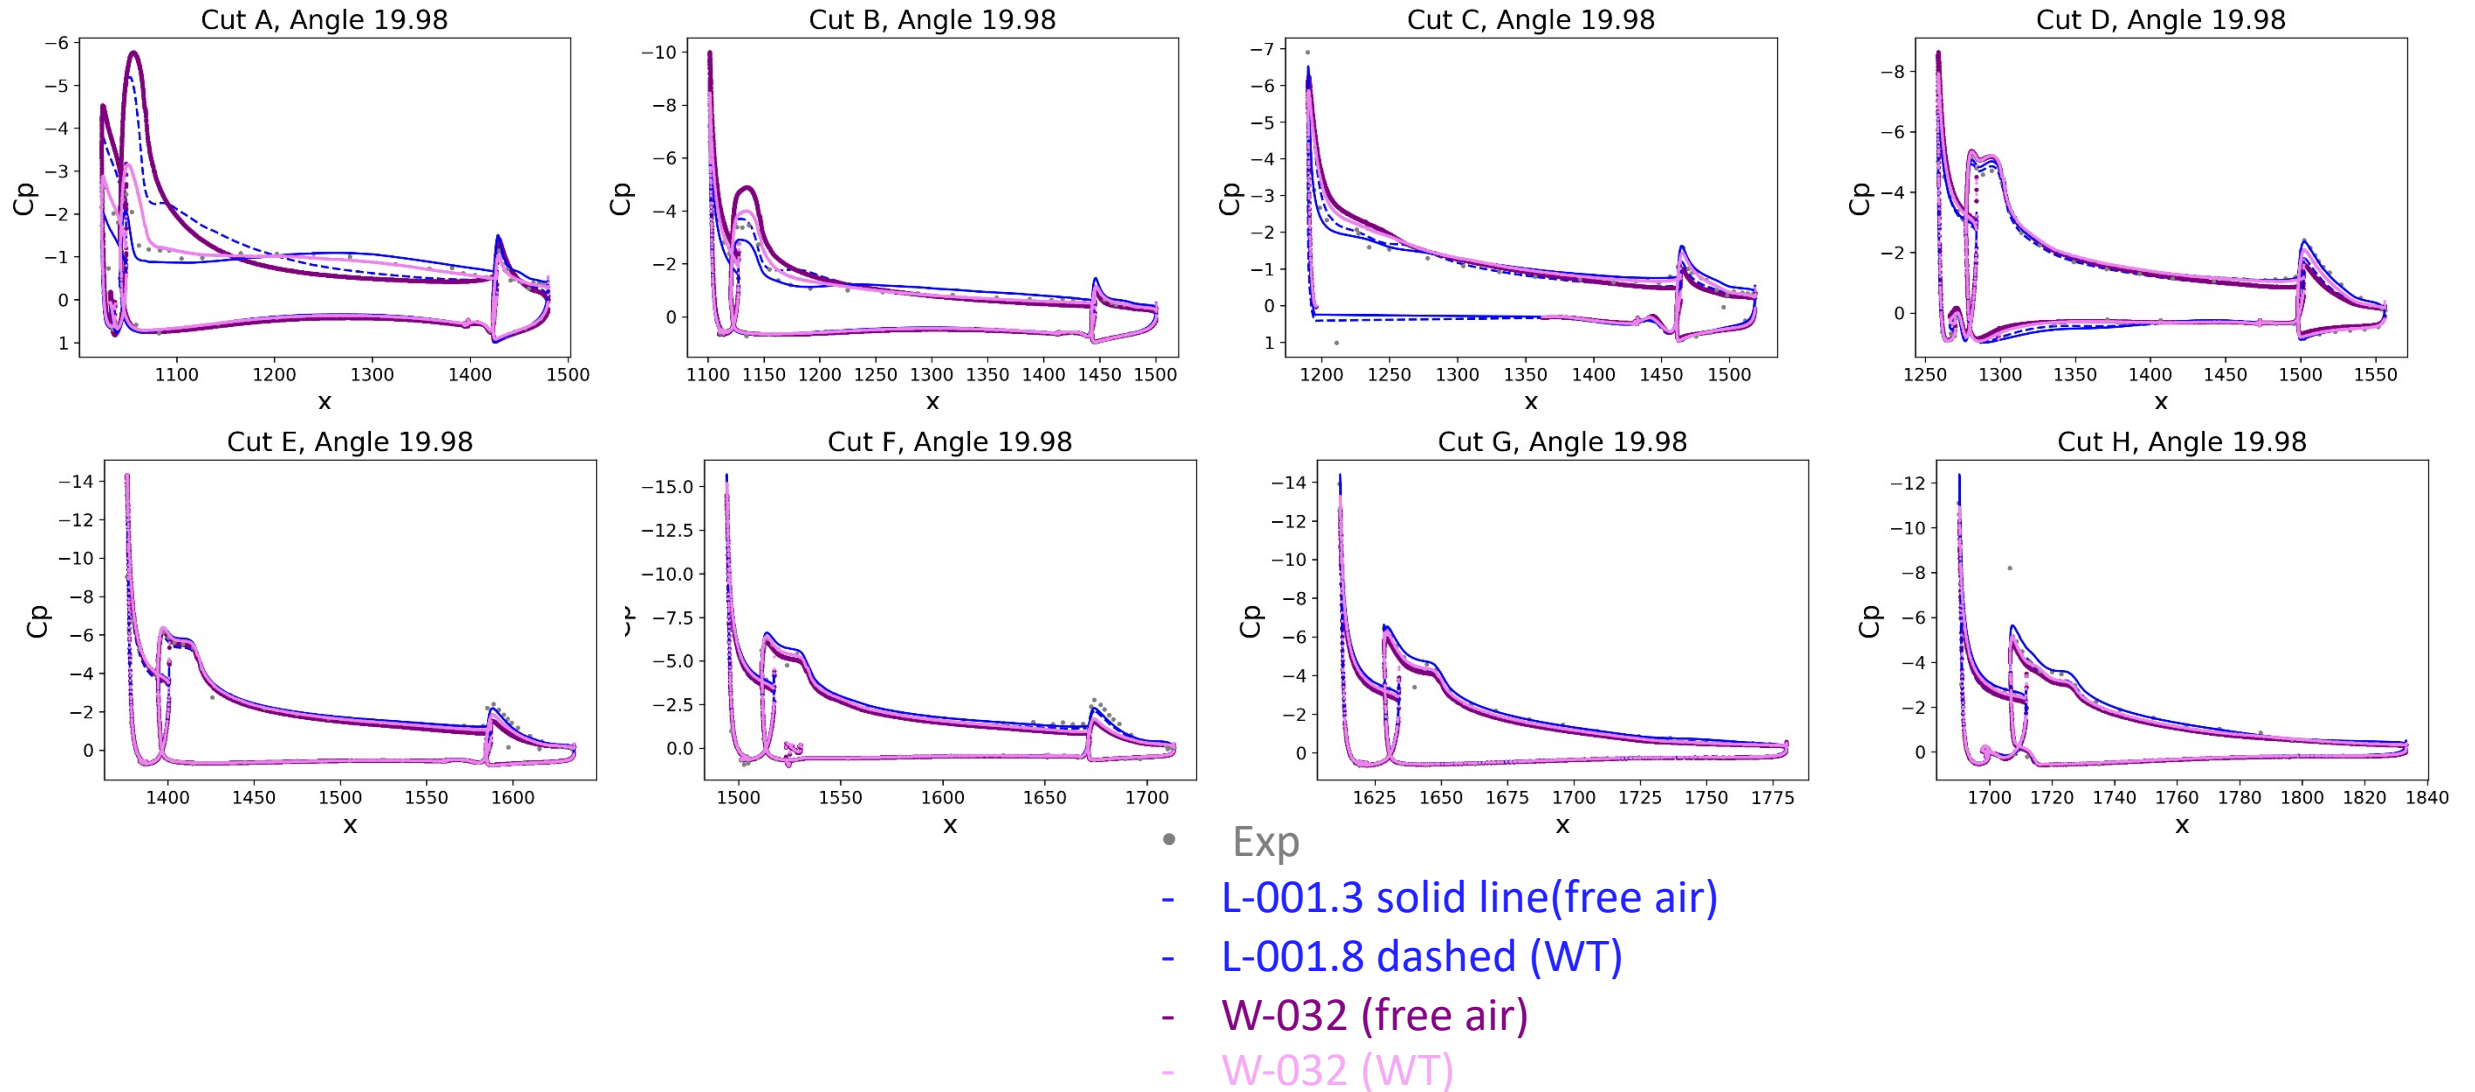 Cut A, Angle 19.98
Cp
−6
−5
−4
−3
−2
−1
0
1
1100 1200 1300 1400 1500
x
Cut B, Angle 19.98
Cp
−10
−8
−6
−4
−2
0
1100 1150 1200 1250 1300 1350 1400 1450 1500
x
Cut C, Angle 19.98
Cp
−7
−6
−5
−4
−3
−2
−1
0
1
1200 1250 1300 1350 1400 1450 1500
x
Cut D, Angle 19.98
Cp
−8
−6
−4
−2
0
1250 1300 1350 1400 1450 1500 1550
x
Cut E, Angle 19.98
Cp
−14
−12
−10
−8
−6
−4
−2
0
1400 1450 1500 1550 1600
x
Cut F, Angle 19.98
Cp
−15.0
−12.5
−10.0
−7.5
−5.0
−2.5
0.0
1500 1550 1600 1650 1700
x
Cut G, Angle 19.98
Cp
−14
−12
−10
−8
−6
−4
−2
0
1625 1650 1675 1700 1725 1750 1775
x
Cut H, Angle 19.98
Cp
−12
−10
−8
−6
−4
−2
0
1700 1720 1740 1760 1780 1800 1820 1840
x
• Exp
- L-001.3 solid line(free air)
- L-001.8 dashed (WT)
- W-032 (free air)
- W-032 (WT)